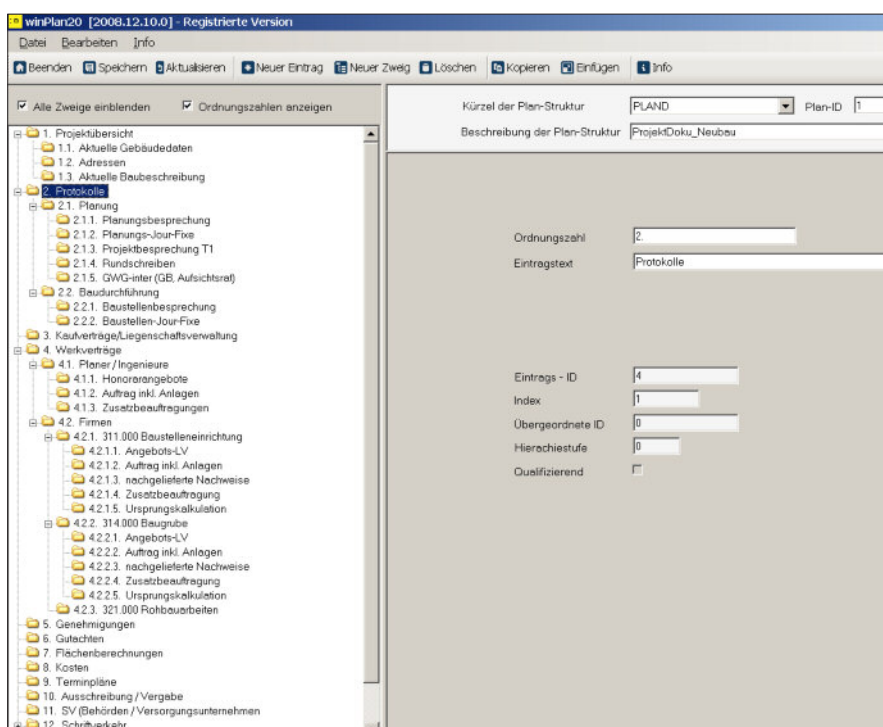 winPlan20 [2008.12.10.0] - Registrierte Version
Datei Bearbeiten Info
Beenden Speichern Aktualisieren Neuer Eintrag Neuer Zweig Löschen Kopieren Einfügen Info
Alle Zweige einblenden Ordnungszahlen anzeigen
Kürzel der Plan-Struktur PLAND Plan-ID 1
Beschreibung der Plan-Struktur ProjektDoku_Neubau
1. Projektübersicht
1.1. Aktuelle Gebäudedaten
1.2. Adressen
1.3. Aktuelle Baubeschreibung
2. Protokolle
2.1. Planung
2.1.1. Planungsbesprechung
2.1.2. Planungs-Jour-Fixe
2.1.3. Projektbesprechung T1
2.1.4. Rundschreiben
2.1.5. GWG-inter (GB, Aufsichtsrat)
2.2. Baudurchführung
2.2.1. Baustellenbesprechung
2.2.2. Baustellen-Jour-Fixe
3. Kaufverträge/Liegenschaftsverwaltung
4. Werkverträge
4.1. Planer / Ingenieure
4.1.1. Honorarangebote
4.1.2. Auftrag inkl. Anlagen
4.1.3. Zusatzbeauftragungen
4.2. Firmen
4.2.1. 311.000 Baustelleneinrichtung
4.2.1.1. Angebots-LV
4.2.1.2. Auftrag inkl. Anlagen
4.2.1.3. nachgelieferte Nachweise
4.2.1.4. Zusatzbeauftragung
4.2.1.5. Ursprungskalkulation
4.2.2. 314.000 Baugrube
4.2.2.1. Angebots-LV
4.2.2.2. Auftrag inkl. Anlagen
4.2.2.3. nachgelieferte Nachweise
4.2.2.4. Zusatzbeauftragung
4.2.2.5. Ursprungskalkulation
4.2.3. 321.000 Rohbauarbeiten
5. Genehmigungen
6. Gutachten
7. Flächenberechnungen
8. Kosten
9. Terminpläne
10. Ausschreibung / Vergabe
11. SV (Behörden / Versorgungsunternehmen
12. Schriftverkehr
Ordnungszahl 2.
Eintragstext Protokolle
Eintrags - ID 4
Index 1
Übergeordnete ID 0
Hierachiestufe 0
Qualifizierend